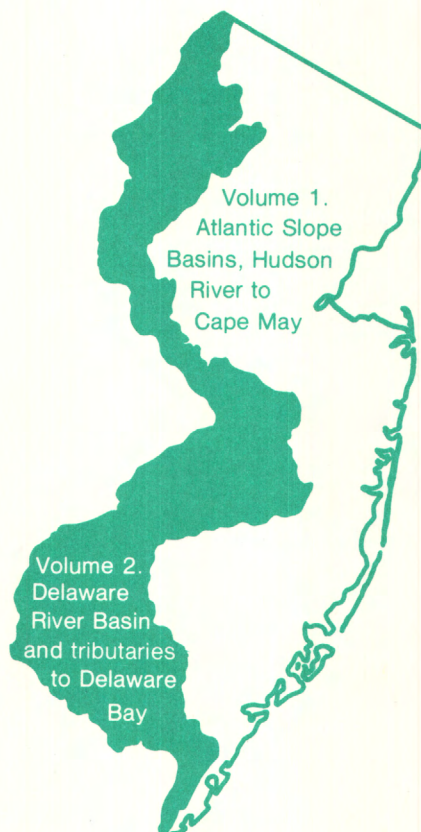 Volume 1.
Atlantic Slope
Basins, Hudson
River to
Cape May
Volume 2.
Delaware
River Basin
and tributaries
to Delaware
Bay